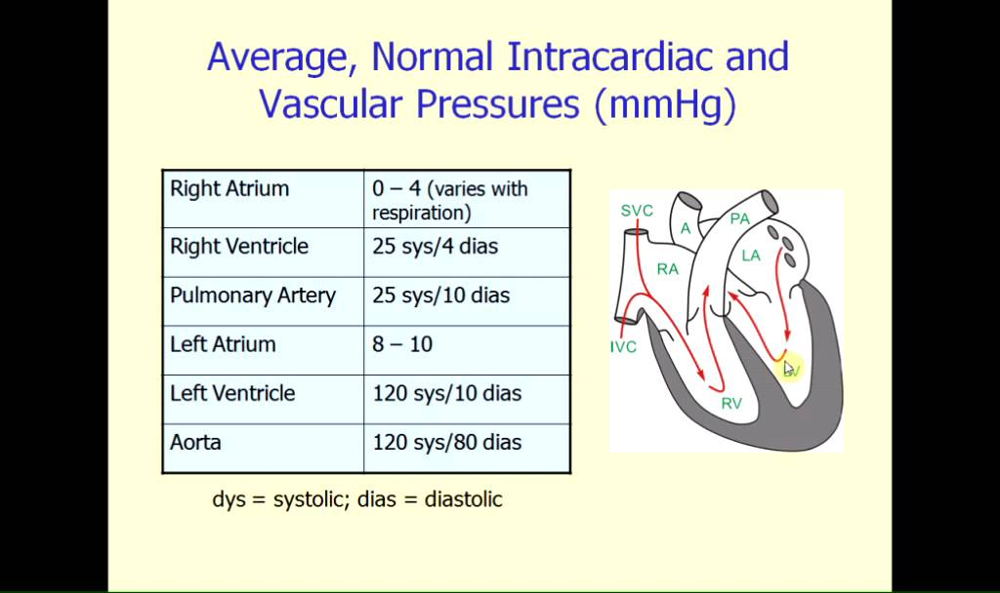 Average, Normal Intracardiac and
Vascular Pressures (mmHg)
Right Atrium
0 – 4 (varies with
respiration)
Right Ventricle
25 sys/4 dias
Pulmonary Artery
25 sys/10 dias
Left Atrium
8 – 10
Left Ventricle
120 sys/10 dias
Aorta
120 sys/80 dias
dys = systolic; dias = diastolic
SVC
A
PA
LA
RA
IVC
RV